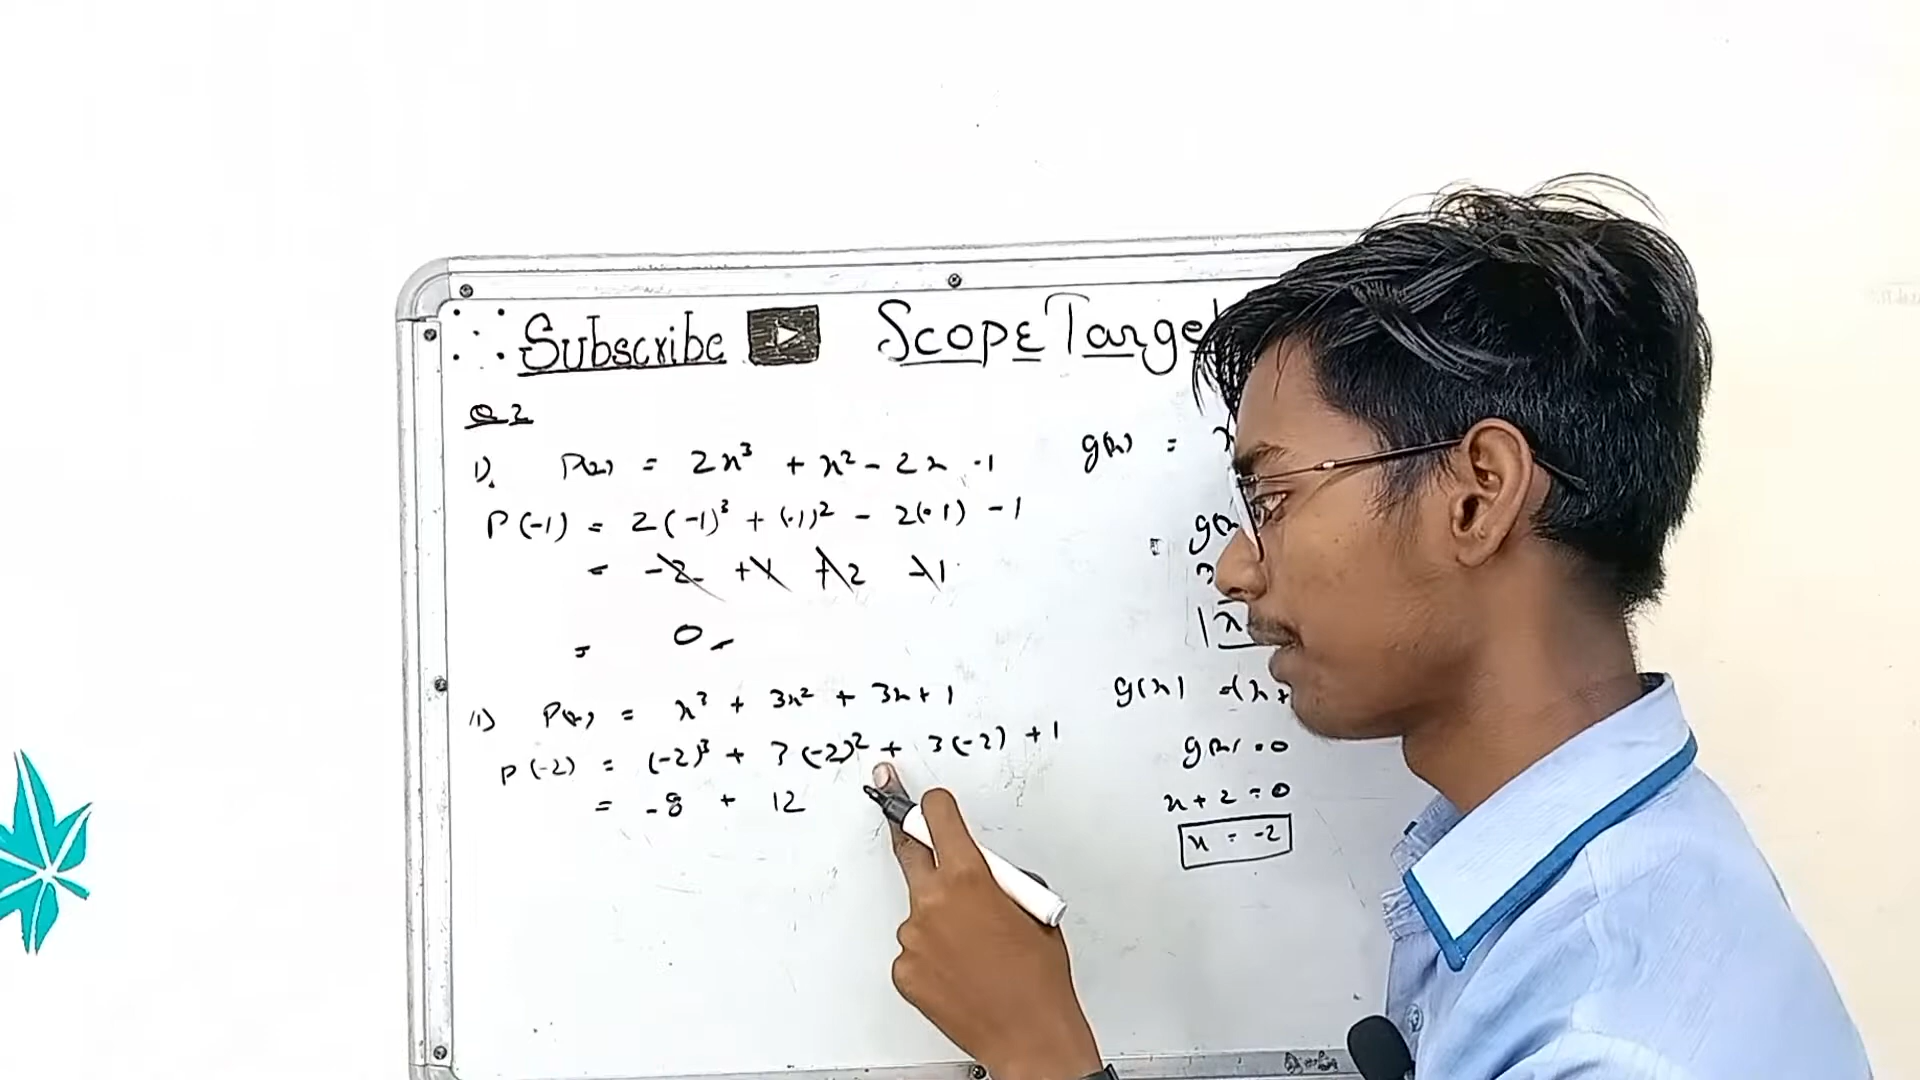 Subscribe Scope Target
Q2
i). P(x) = 2x³ + x² - 2x - 1
P(-1) = 2(-1)³ + (-1)² - 2(-1) - 1
= -2 +1 +2 -1
= 0
ii) P(x) = x³ + 3x² + 3x + 1
P(-2) = (-2)³ + 3(-2)² + 3(-2) + 1
= -8 + 12
g(x) =
g(x) = (x+
g(x) = 0
x + 2 = 0
x = -2